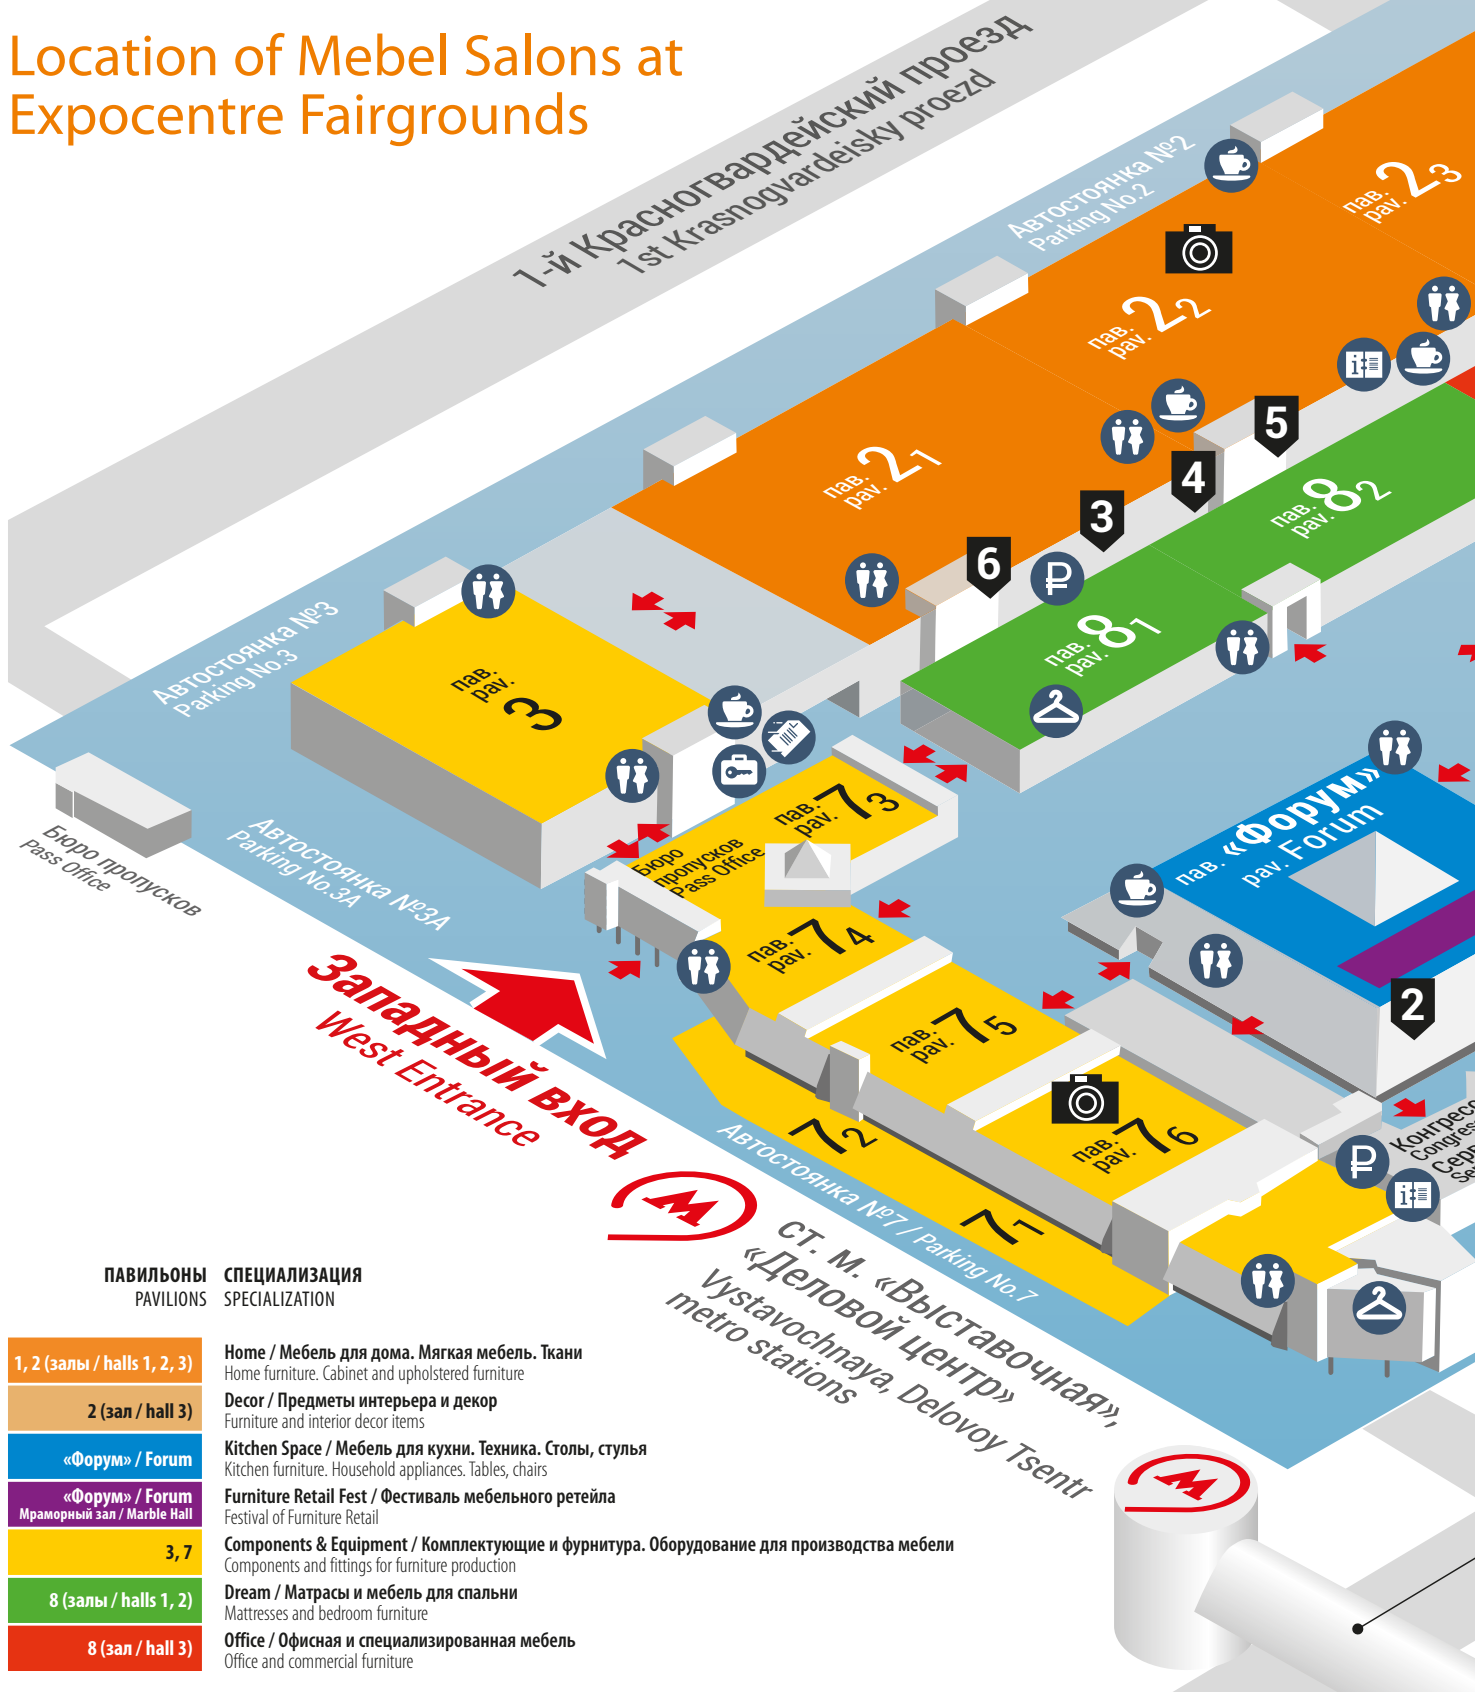 Location of Mebel Salons at
Expocentre Fairgrounds
1-й Красногвардейский проезд
1st Krasnogvardeisky proezd
Автостоянка №2
Parking No.2
пав.
pav.
2 3
пав.
pav.
2 2
пав.
pav.
2 1
5
4
3
6
пав.
pav.
8 2
пав.
pav.
8 1
Автостоянка №3
Parking No.3
пав.
pav.
3
Бюро пропусков
Pass Office
Автостоянка №3А
Parking No.3A
пав.
pav.
7 3
Бюро
пропусков
Pass Office
пав. «Форум»
pav. Forum
пав.
pav.
7 4
2
пав.
pav.
7 5
Западный вход
West Entrance
7 2
пав.
pav.
7 6
7 1
Автостоянка №7 / Parking No.7
ст. м. «Выставочная»,
«Деловой центр»
Vystavochnaya, Delovoy Tsentr
metro stations
ПАВИЛЬОНЫ СПЕЦИАЛИЗАЦИЯ
PAVILIONS SPECIALIZATION
1, 2 (залы / halls 1, 2, 3)
Home / Мебель для дома. Мягкая мебель. Ткани
Home furniture. Cabinet and upholstered furniture
2 (зал / hall 3)
Decor / Предметы интерьера и декор
Furniture and interior decor items
«Форум» / Forum
Kitchen Space / Мебель для кухни. Техника. Столы, стулья
Kitchen furniture. Household appliances. Tables, chairs
«Форум» / Forum
Мраморный зал / Marble Hall
Furniture Retail Fest / Фестиваль мебельного ретейла
Festival of Furniture Retail
3, 7
Components & Equipment / Комплектующие и фурнитура. Оборудование для производства мебели
Components and fittings for furniture production
8 (залы / halls 1, 2)
Dream / Матрасы и мебель для спальни
Mattresses and bedroom furniture
8 (зал / hall 3)
Office / Офисная и специализированная мебель
Office and commercial furniture